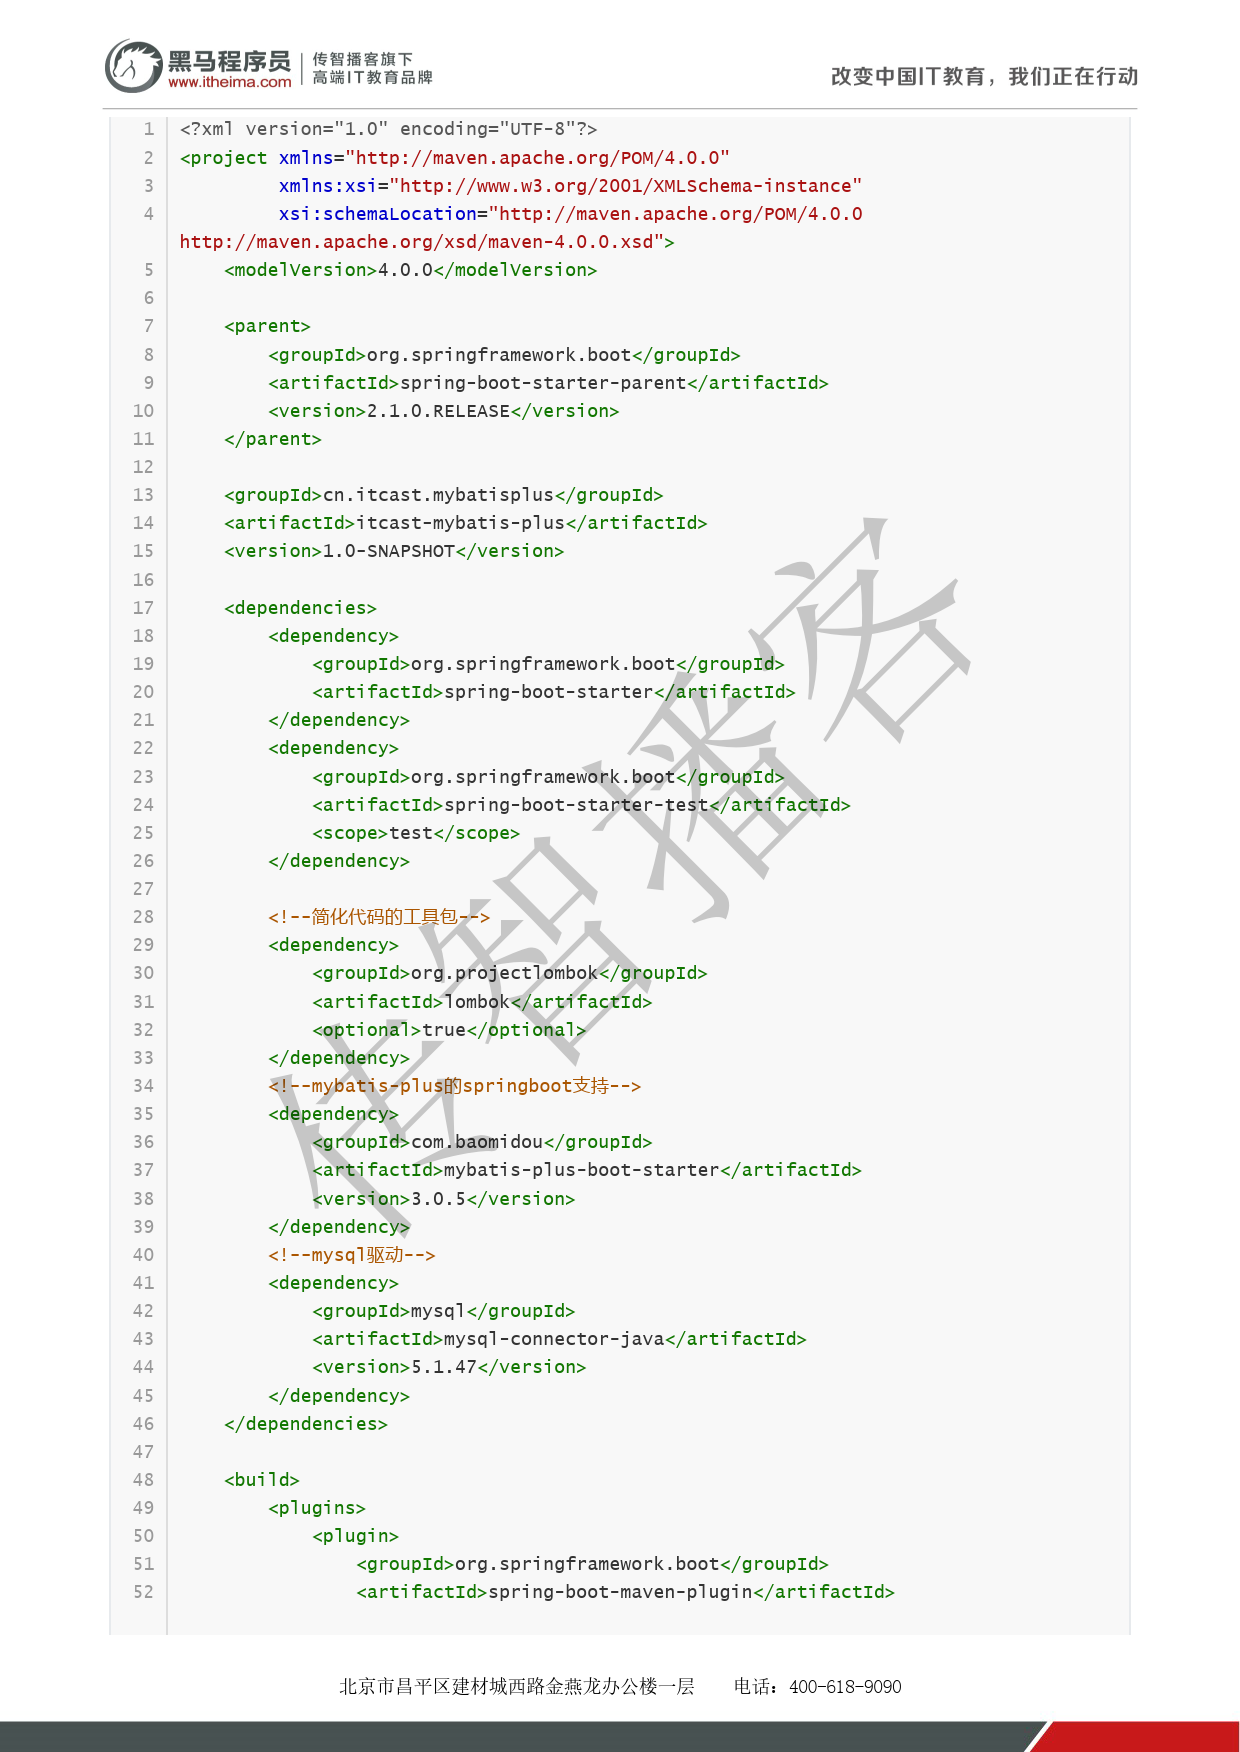 黑马程序员
www.itheima.com
传智播客旗下
高端IT教育品牌
改变中国IT教育，我们正在行动
1 <?xml version="1.0" encoding="UTF-8"?>
2 <project xmlns="http://maven.apache.org/POM/4.0.0"
3          xmlns:xsi="http://www.w3.org/2001/XMLSchema-instance"
4          xsi:schemaLocation="http://maven.apache.org/POM/4.0.0
http://maven.apache.org/xsd/maven-4.0.0.xsd">
5     <modelVersion>4.0.0</modelVersion>
6
7     <parent>
8         <groupId>org.springframework.boot</groupId>
9         <artifactId>spring-boot-starter-parent</artifactId>
10         <version>2.1.0.RELEASE</version>
11     </parent>
12
13     <groupId>cn.itcast.mybatisplus</groupId>
14     <artifactId>itcast-mybatis-plus</artifactId>
15     <version>1.0-SNAPSHOT</version>
16
17     <dependencies>
18         <dependency>
19             <groupId>org.springframework.boot</groupId>
20             <artifactId>spring-boot-starter</artifactId>
21         </dependency>
22         <dependency>
23             <groupId>org.springframework.boot</groupId>
24             <artifactId>spring-boot-starter-test</artifactId>
25             <scope>test</scope>
26         </dependency>
27
28         <!--简化代码的工具包-->
29         <dependency>
30             <groupId>org.projectlombok</groupId>
31             <artifactId>lombok</artifactId>
32             <optional>true</optional>
33         </dependency>
34         <!--mybatis-plus的springboot支持-->
35         <dependency>
36             <groupId>com.baomidou</groupId>
37             <artifactId>mybatis-plus-boot-starter</artifactId>
38             <version>3.0.5</version>
39         </dependency>
40         <!--mysql驱动-->
41         <dependency>
42             <groupId>mysql</groupId>
43             <artifactId>mysql-connector-java</artifactId>
44             <version>5.1.47</version>
45         </dependency>
46     </dependencies>
47
48     <build>
49         <plugins>
50             <plugin>
51                 <groupId>org.springframework.boot</groupId>
52                 <artifactId>spring-boot-maven-plugin</artifactId>
传智播客
北京市昌平区建材城西路金燕龙办公楼一层 电话：400-618-9090